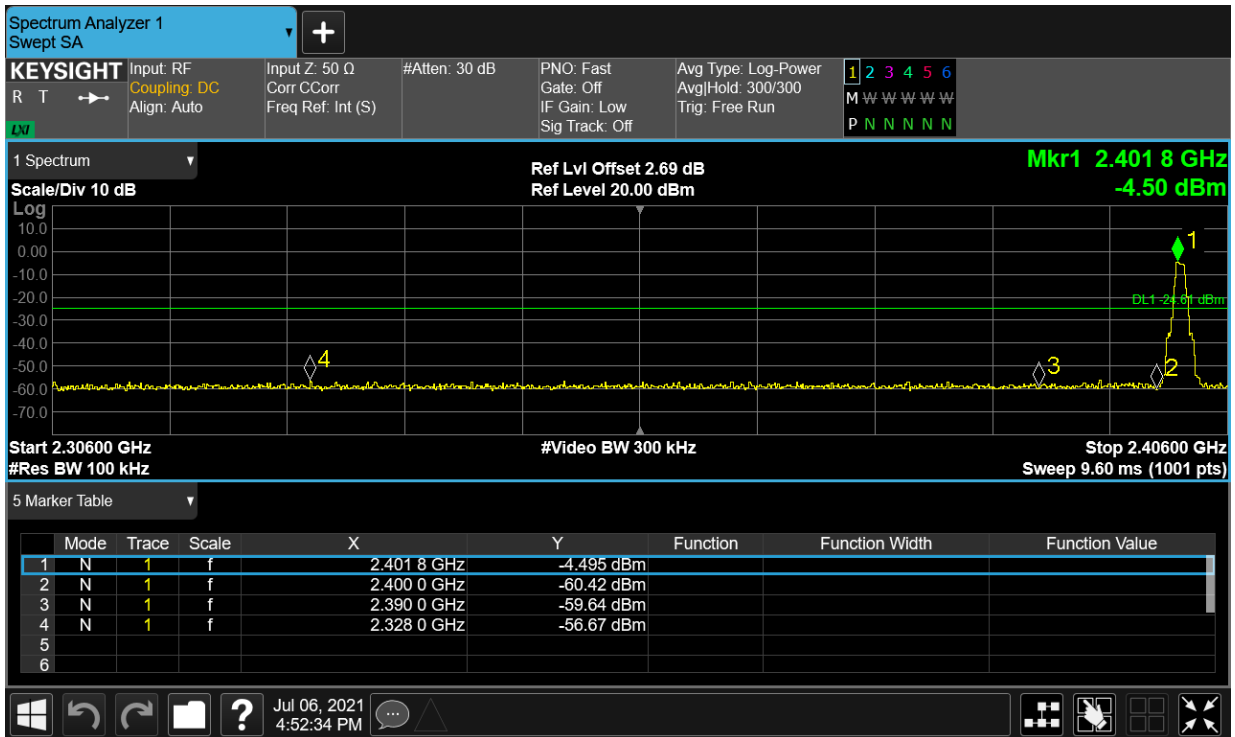 Spectrum Analyzer 1
Swept SA
▼
+
KEYSIGHT
R T
LXI
Input: RF
Coupling: DC
Align: Auto
Input Z: 50 Ω
Corr CCorr
Freq Ref: Int (S)
#Atten: 30 dB
PNO: Fast
Gate: Off
IF Gain: Low
Sig Track: Off
Avg Type: Log-Power
Avg|Hold: 300/300
Trig: Free Run
1 2 3 4 5 6
M W W W W W
P N N N N N
1 Spectrum ▼
Scale/Div 10 dB
Ref Lvl Offset 2.69 dB
Ref Level 20.00 dBm
Mkr1 2.401 8 GHz
-4.50 dBm
Log
10.0
0.00
-10.0
-20.0
-30.0
-40.0
-50.0
-60.0
-70.0
1
DL1 -24.61 dBm
4
3
2
Start 2.30600 GHz
#Res BW 100 kHz
#Video BW 300 kHz
Stop 2.40600 GHz
Sweep 9.60 ms (1001 pts)
5 Marker Table ▼
Mode Trace Scale X Y Function Function Width Function Value
1 N 1 f 2.401 8 GHz -4.495 dBm
2 N 1 f 2.400 0 GHz -60.42 dBm
3 N 1 f 2.390 0 GHz -59.64 dBm
4 N 1 f 2.328 0 GHz -56.67 dBm
5
6
?
Jul 06, 2021
4:52:34 PM